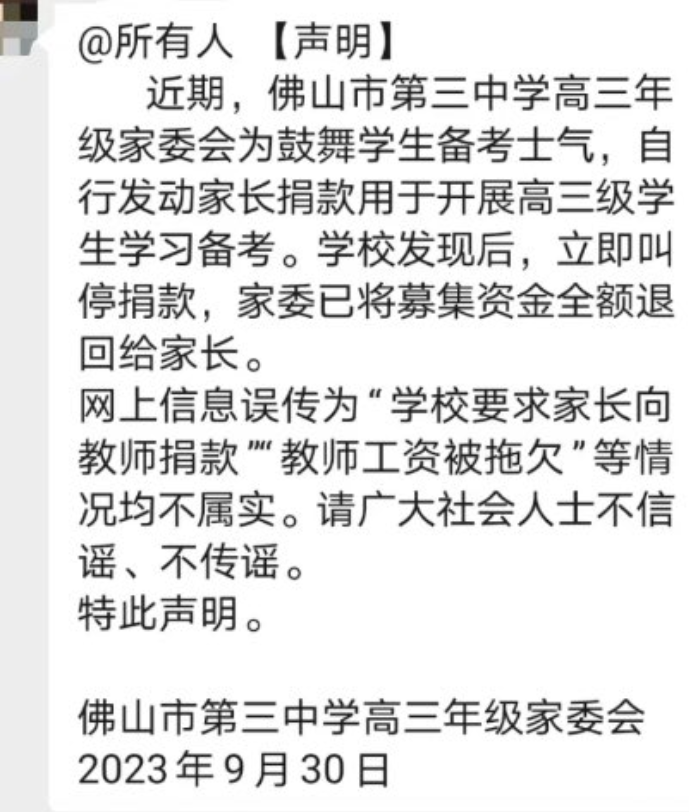 @所有人 【声明】
近期，佛山市第三中学高三年
级家委会为鼓舞学生备考士气，自
行发动家长捐款用于开展高三级学
生学习备考。学校发现后，立即叫
停捐款，家委已将募集资金全额退
回给家长。
网上信息误传为“学校要求家长向
教师捐款”“教师工资被拖欠”等情
况均不属实。请广大社会人士不信
谣、不传谣。
特此声明。
佛山市第三中学高三年级家委会
2023年9月30日